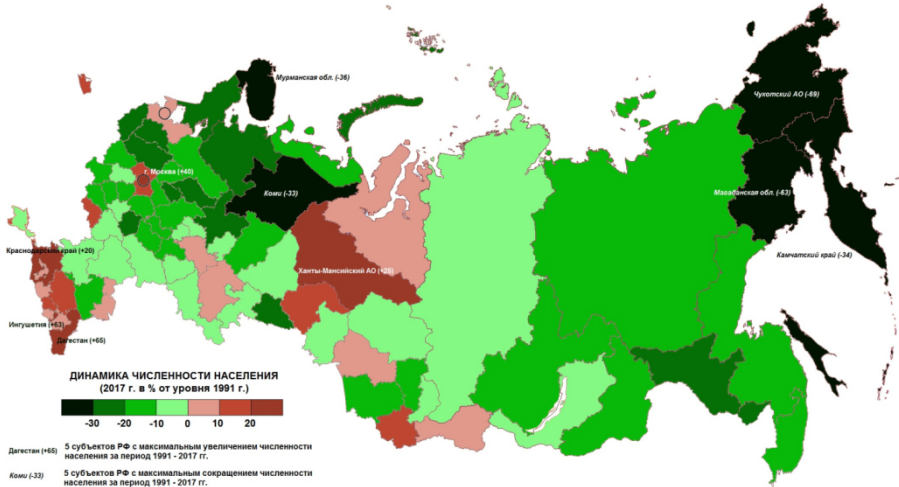 Мурманская обл. (-36)
Чукотский АО (-69)
г. Москва (+40)
Коми (-33)
Магаданская обл. (-63)
Краснодарский край (+20)
Камчатский край (-34)
Ханты-Мансийский АО (+26)
Ингушетия (+63)
Дагестан (+65)
ДИНАМИКА ЧИСЛЕННОСТИ НАСЕЛЕНИЯ
(2017 г. в % от уровня 1991 г.)
-30 -20 -10 0 10 20
Дагестан (+65) 5 субъектов РФ с максимальным увеличением численности
населения за период 1991 - 2017 гг.
Коми (-33) 5 субъектов РФ с максимальным сокращением численности
населения за период 1991 - 2017 гг.